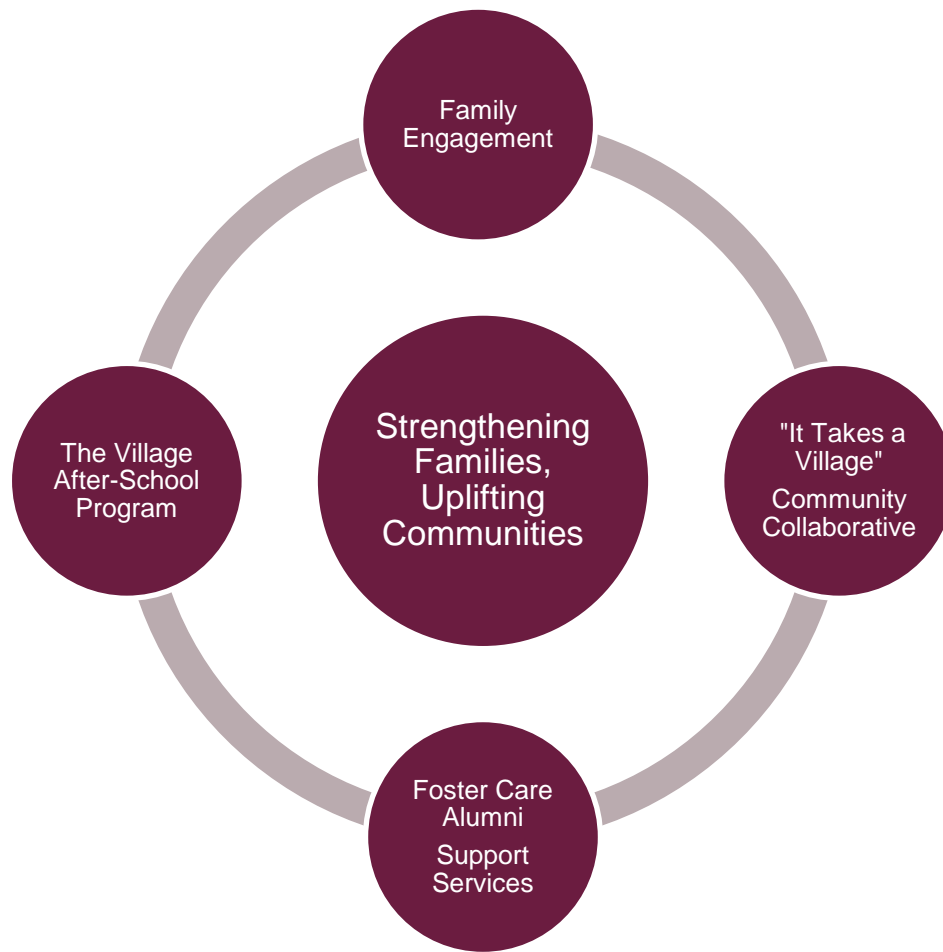 Family
Engagement
The Village
After-School
Program
Strengthening
Families,
Uplifting
Communities
"It Takes a
Village"
Community
Collaborative
Foster Care
Alumni
Support
Services